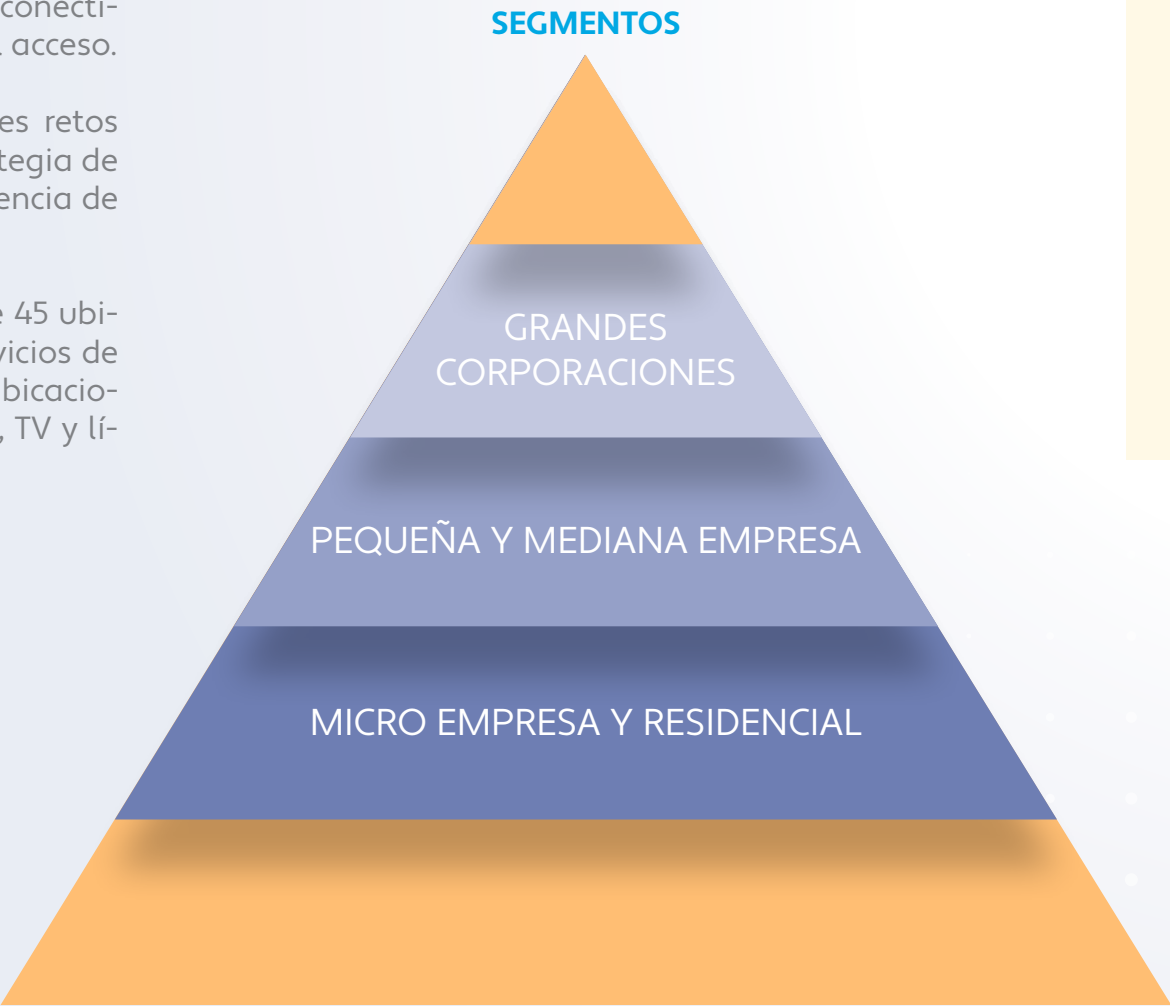 conecti-
acceso.
es retos
tegia de
encia de
45 ubi-
vicios de
bicacio-
, TV y lí-
SEGMENTOS
GRANDES
CORPORACIONES
PEQUEÑA Y MEDIANA EMPRESA
MICRO EMPRESA Y RESIDENCIAL